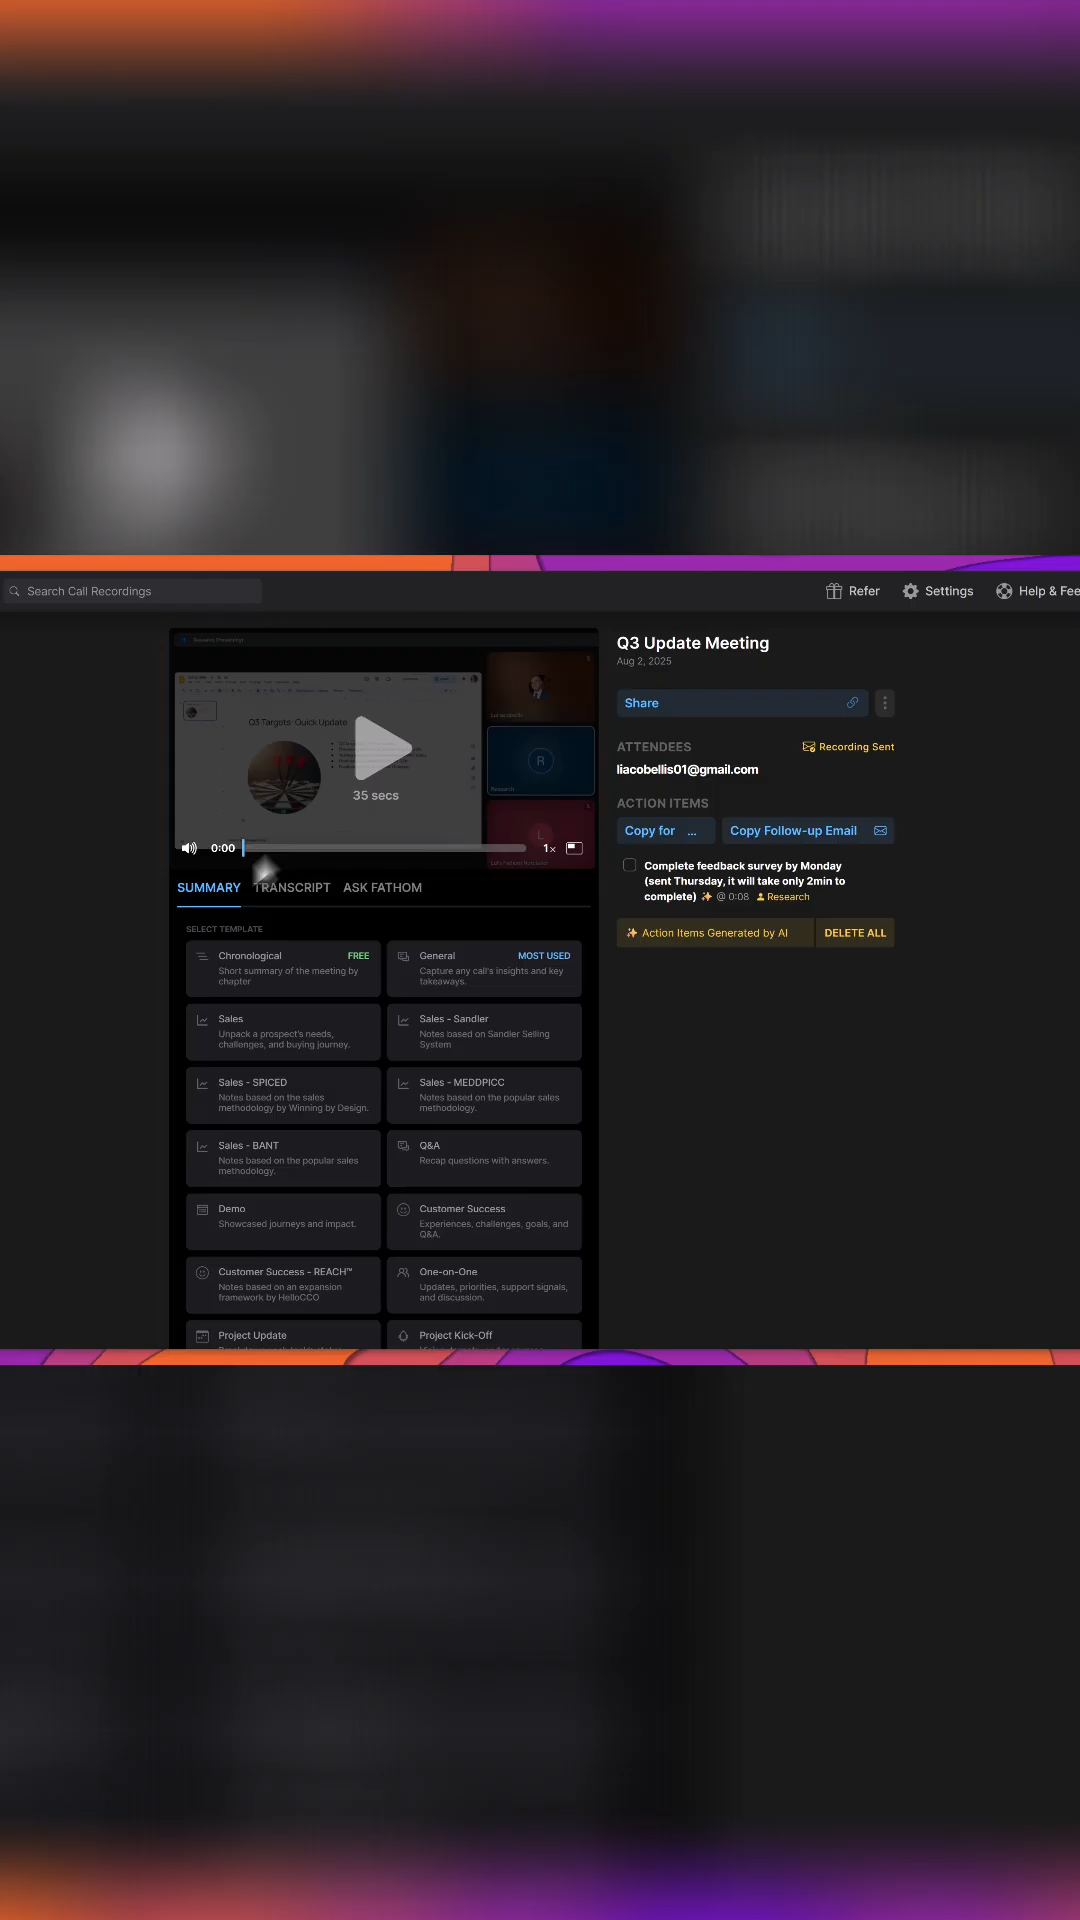 Search Call Recordings
Refer
Settings
Help & Fee
Q3 Targets: Quick Update
35 secs
0:00
1×
R
Research
L
Q3 Update Meeting
Aug 2, 2025
Share
ATTENDEES
Recording Sent
liacobellis01@gmail.com
ACTION ITEMS
Copy for ...
Copy Follow-up Email
Complete feedback survey by Monday
(sent Thursday, it will take only 2min to
complete) @ 0:08 Research
Action Items Generated by AI
DELETE ALL
SUMMARY
TRANSCRIPT
ASK FATHOM
SELECT TEMPLATE
Chronological FREE
Short summary of the meeting by
chapter
General MOST USED
Capture any call's insights and key
takeaways.
Sales
Unpack a prospect's needs,
challenges, and buying journey.
Sales - Sandler
Notes based on Sandler Selling
System
Sales - SPICED
Notes based on the sales
methodology by Winning by Design.
Sales - MEDDPICC
Notes based on the popular sales
methodology.
Sales - BANT
Notes based on the popular sales
methodology.
Q&A
Recap questions with answers.
Demo
Showcased journeys and impact.
Customer Success
Experiences, challenges, goals, and
Q&A.
Customer Success - REACH™
Notes based on an expansion
framework by HelloCCO
One-on-One
Updates, priorities, support signals,
and discussion.
Project Update
Project Kick-Off